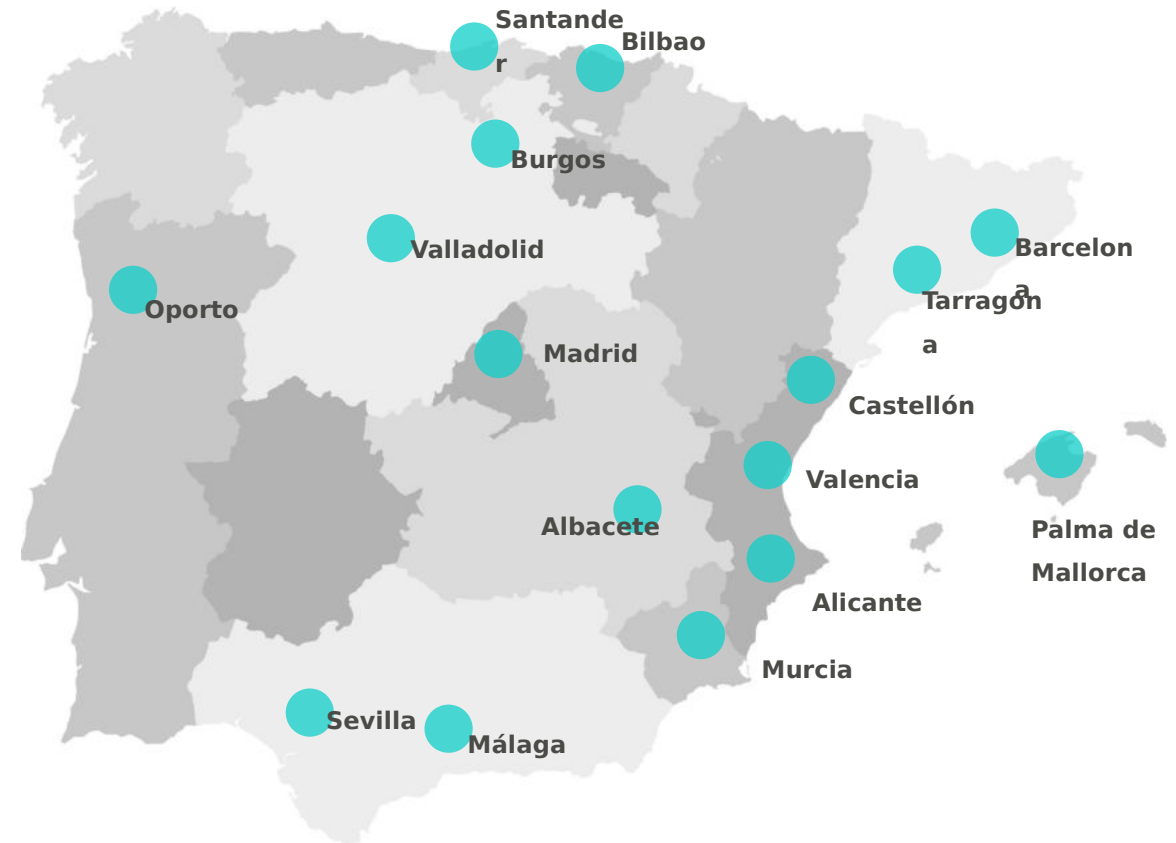 Santande
r
Bilbao
Burgos
Valladolid
Barcelon
a
Tarragon
a
Oporto
Madrid
Castellón
Valencia
Albacete
Palma de
Mallorca
Alicante
Murcia
Sevilla
Málaga